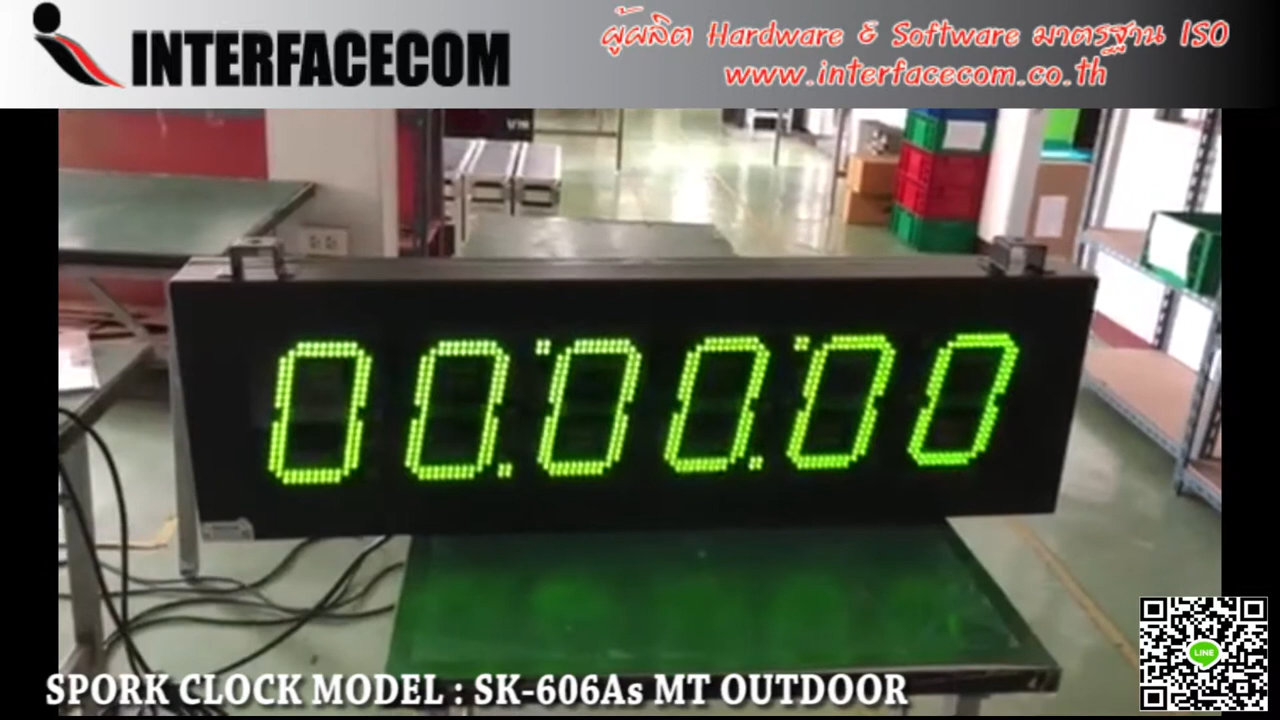 INTERFACECOM
ผู้ผลิต Hardware & Software มาตรฐาน ISO
www.interfacecom.co.th
00:00:00
LINE
SPORK CLOCK MODEL : SK-606As MT OUTDOOR